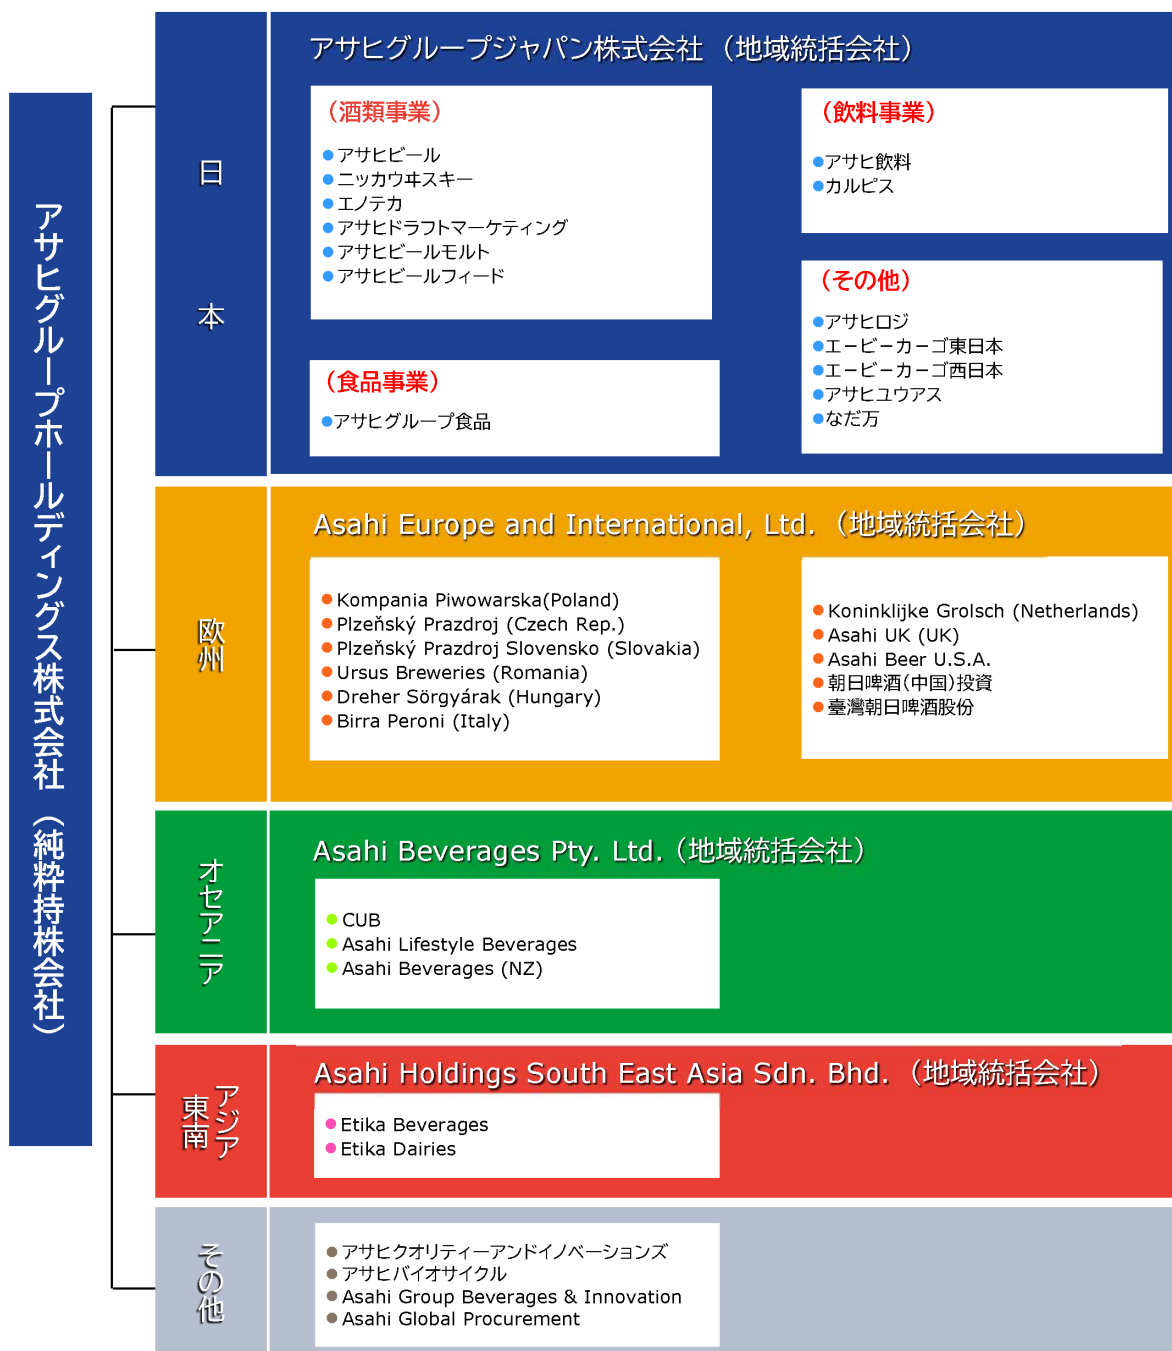 アサヒグループホールディングス株式会社（純粋持株会社）
日本
アサヒグループジャパン株式会社（地域統括会社）
（酒類事業）
アサヒビール
ニッカウヰスキー
エノテカ
アサヒドラフトマーケティング
アサヒビールモルト
アサヒビールフィード
（食品事業）
アサヒグループ食品
（飲料事業）
アサヒ飲料
カルピス
（その他）
アサヒロジ
エービーカーゴ東日本
エービーカーゴ西日本
アサヒユウアス
なだ万
欧州
Asahi Europe and International, Ltd.（地域統括会社）
Kompania Piwowarska(Poland)
Plzeňský Prazdroj (Czech Rep.)
Plzeňský Prazdroj Slovensko (Slovakia)
Ursus Breweries (Romania)
Dreher Sörgyárak (Hungary)
Birra Peroni (Italy)
Koninklijke Grolsch (Netherlands)
Asahi UK (UK)
Asahi Beer U.S.A.
朝日啤酒(中国)投資
臺灣朝日啤酒股份
オセアニア
Asahi Beverages Pty. Ltd.（地域統括会社）
CUB
Asahi Lifestyle Beverages
Asahi Beverages (NZ)
東南
アジア
Asahi Holdings South East Asia Sdn. Bhd.（地域統括会社）
Etika Beverages
Etika Dairies
その他
アサヒクオリティーアンドイノベーションズ
アサヒバイオサイクル
Asahi Group Beverages & Innovation
Asahi Global Procurement